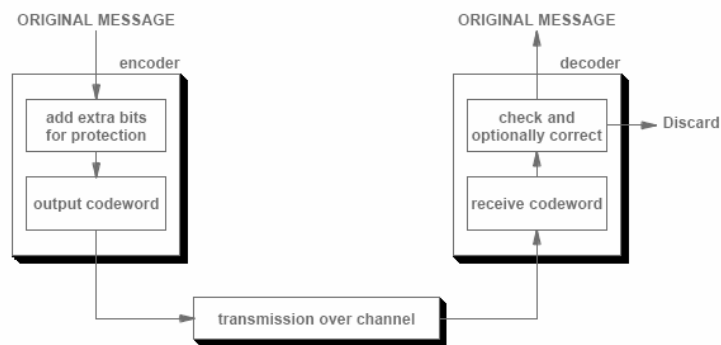 ORIGINAL MESSAGE
encoder
add extra bits
for protection
output codeword
transmission over channel
ORIGINAL MESSAGE
decoder
check and
optionally correct
Discard
receive codeword